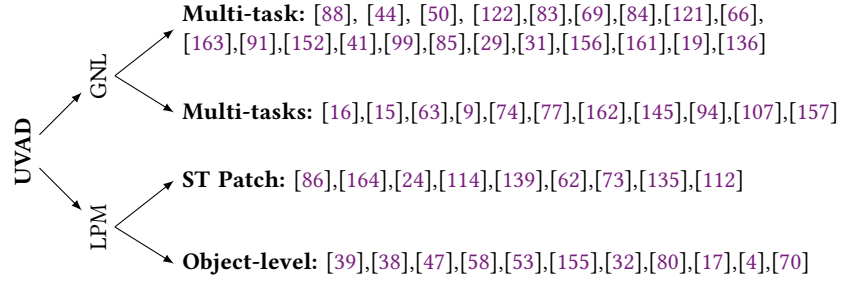 Multi-task: [88], [44], [50], [122],[83],[69],[84],[121],[66],
[163],[91],[152],[41],[99],[85],[29],[31],[156],[161],[19],[136]
GNL
Multi-tasks: [16],[15],[63],[9],[74],[77],[162],[145],[94],[107],[157]
UVAD
ST Patch: [86],[164],[24],[114],[139],[62],[73],[135],[112]
LPM
Object-level: [39],[38],[47],[58],[53],[155],[32],[80],[17],[4],[70]